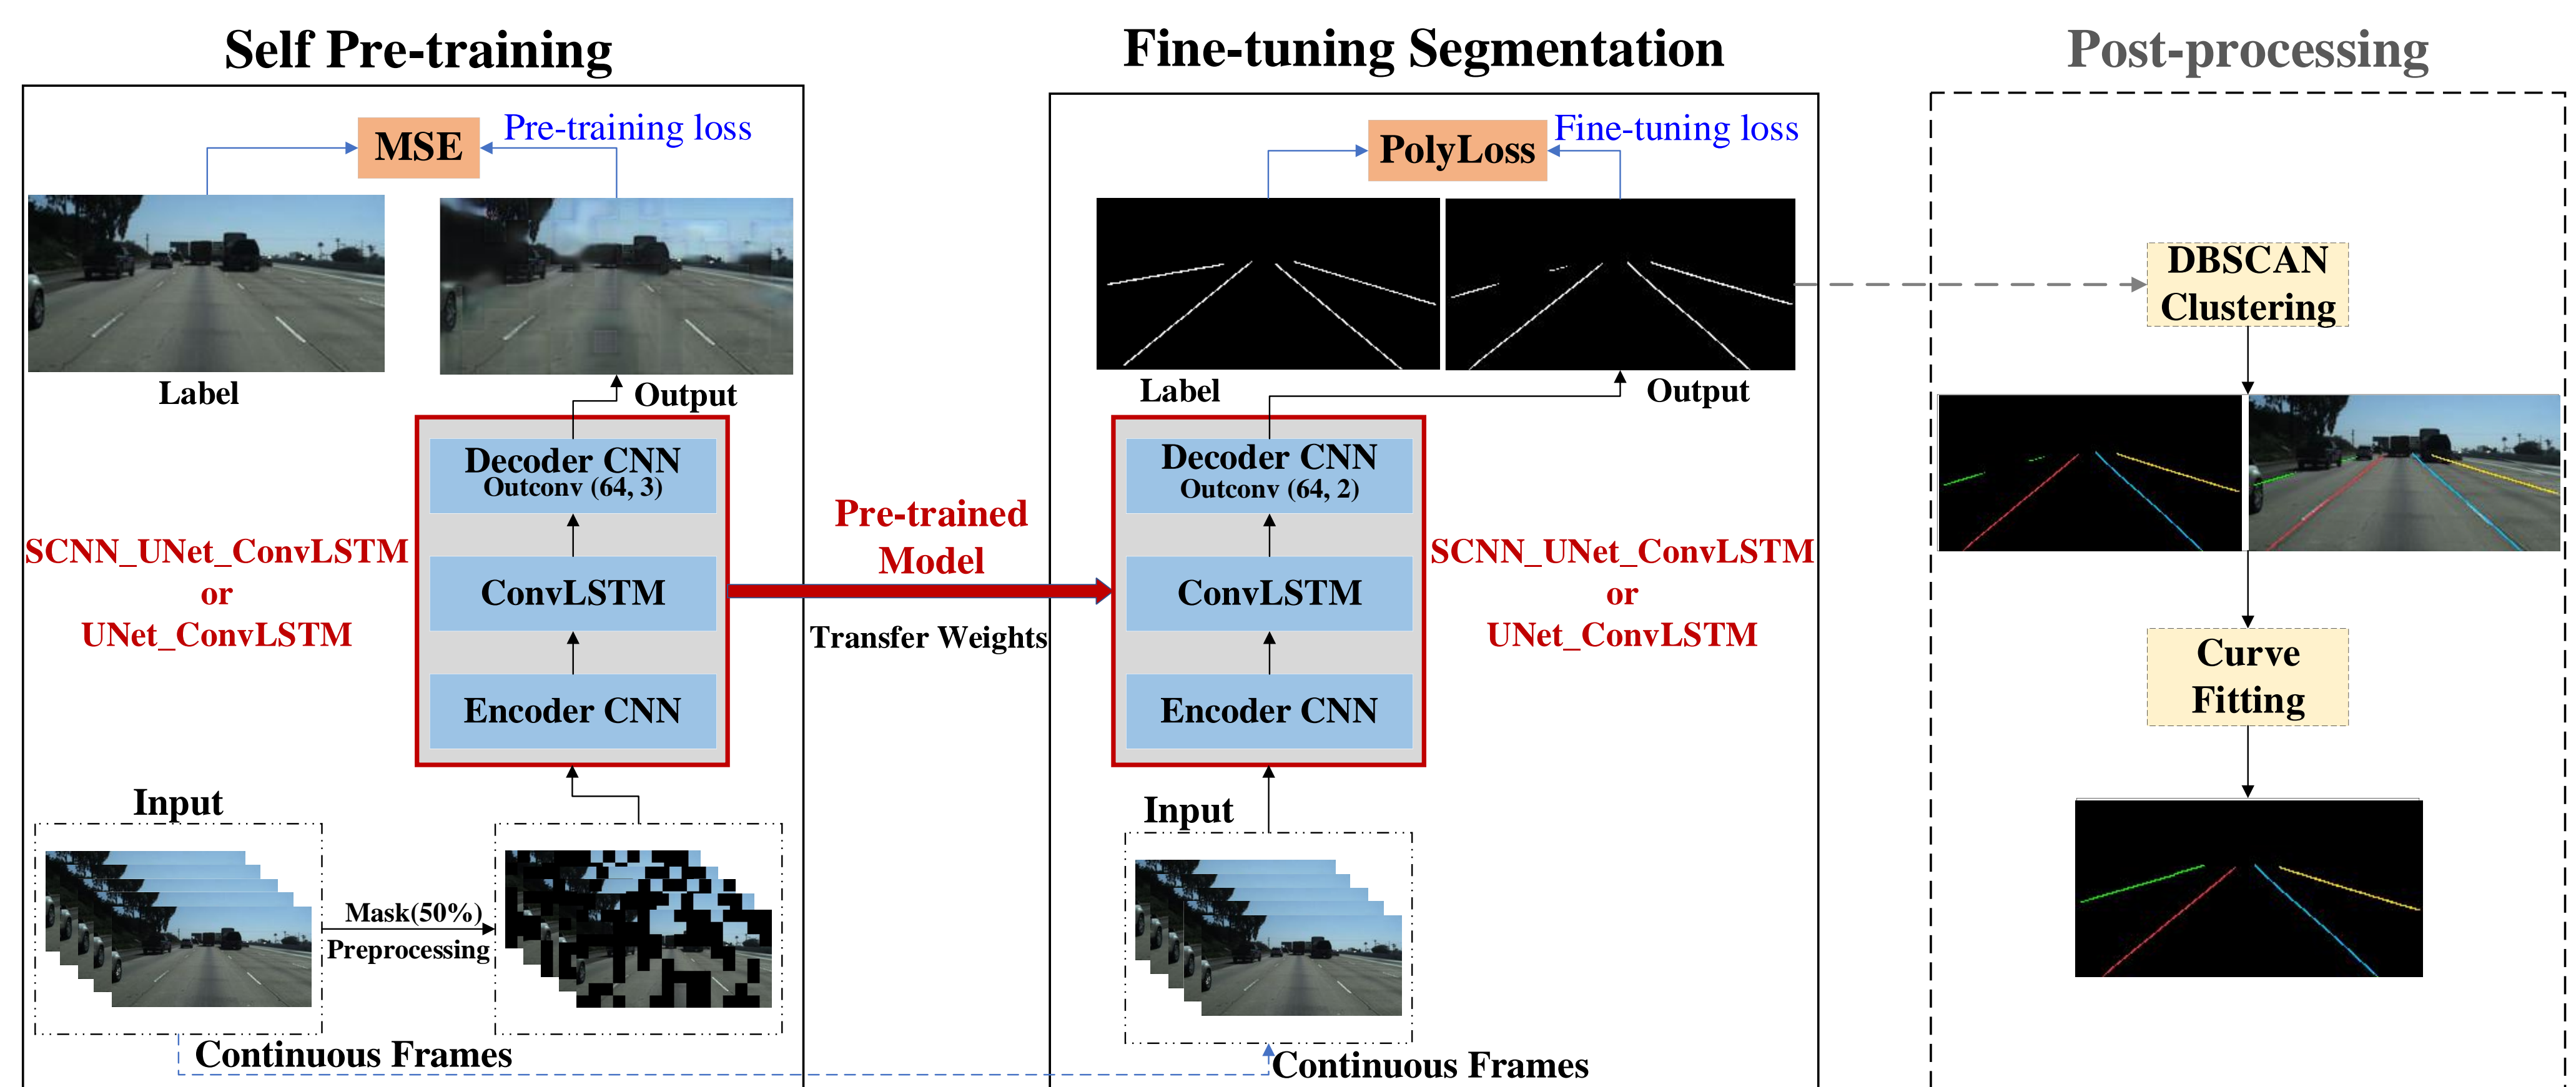 Self Pre-training
MSE
Pre-training loss
Label
Output
Decoder CNN
Outconv (64, 3)
ConvLSTM
Encoder CNN
SCNN_UNet_ConvLSTM
or
UNet_ConvLSTM
Input
Mask(50%)
Preprocessing
Continuous Frames
Pre-trained
Model
Transfer Weights
Fine-tuning Segmentation
PolyLoss
Fine-tuning loss
Label
Output
Decoder CNN
Outconv (64, 2)
ConvLSTM
Encoder CNN
SCNN_UNet_ConvLSTM
or
UNet_ConvLSTM
Input
Continuous Frames
Post-processing
DBSCAN
Clustering
Curve
Fitting